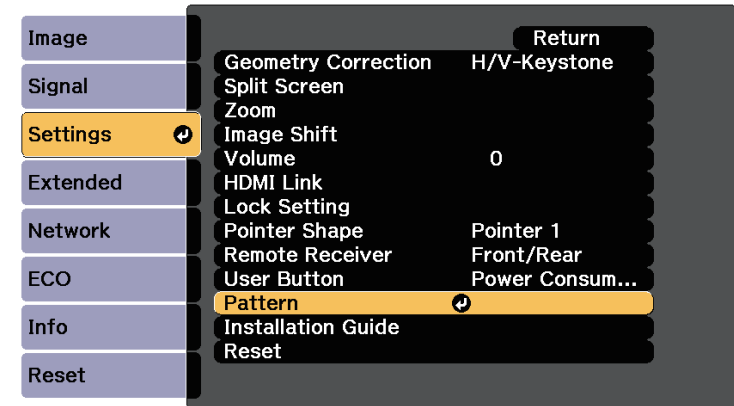 Image
Signal
Settings
Extended
Network
ECO
Info
Reset
Return
Geometry Correction H/V-Keystone
Split Screen
Zoom
Image Shift
Volume 0
HDMI Link
Lock Setting
Pointer Shape Pointer 1
Remote Receiver Front/Rear
User Button Power Consum...
Pattern
Installation Guide
Reset